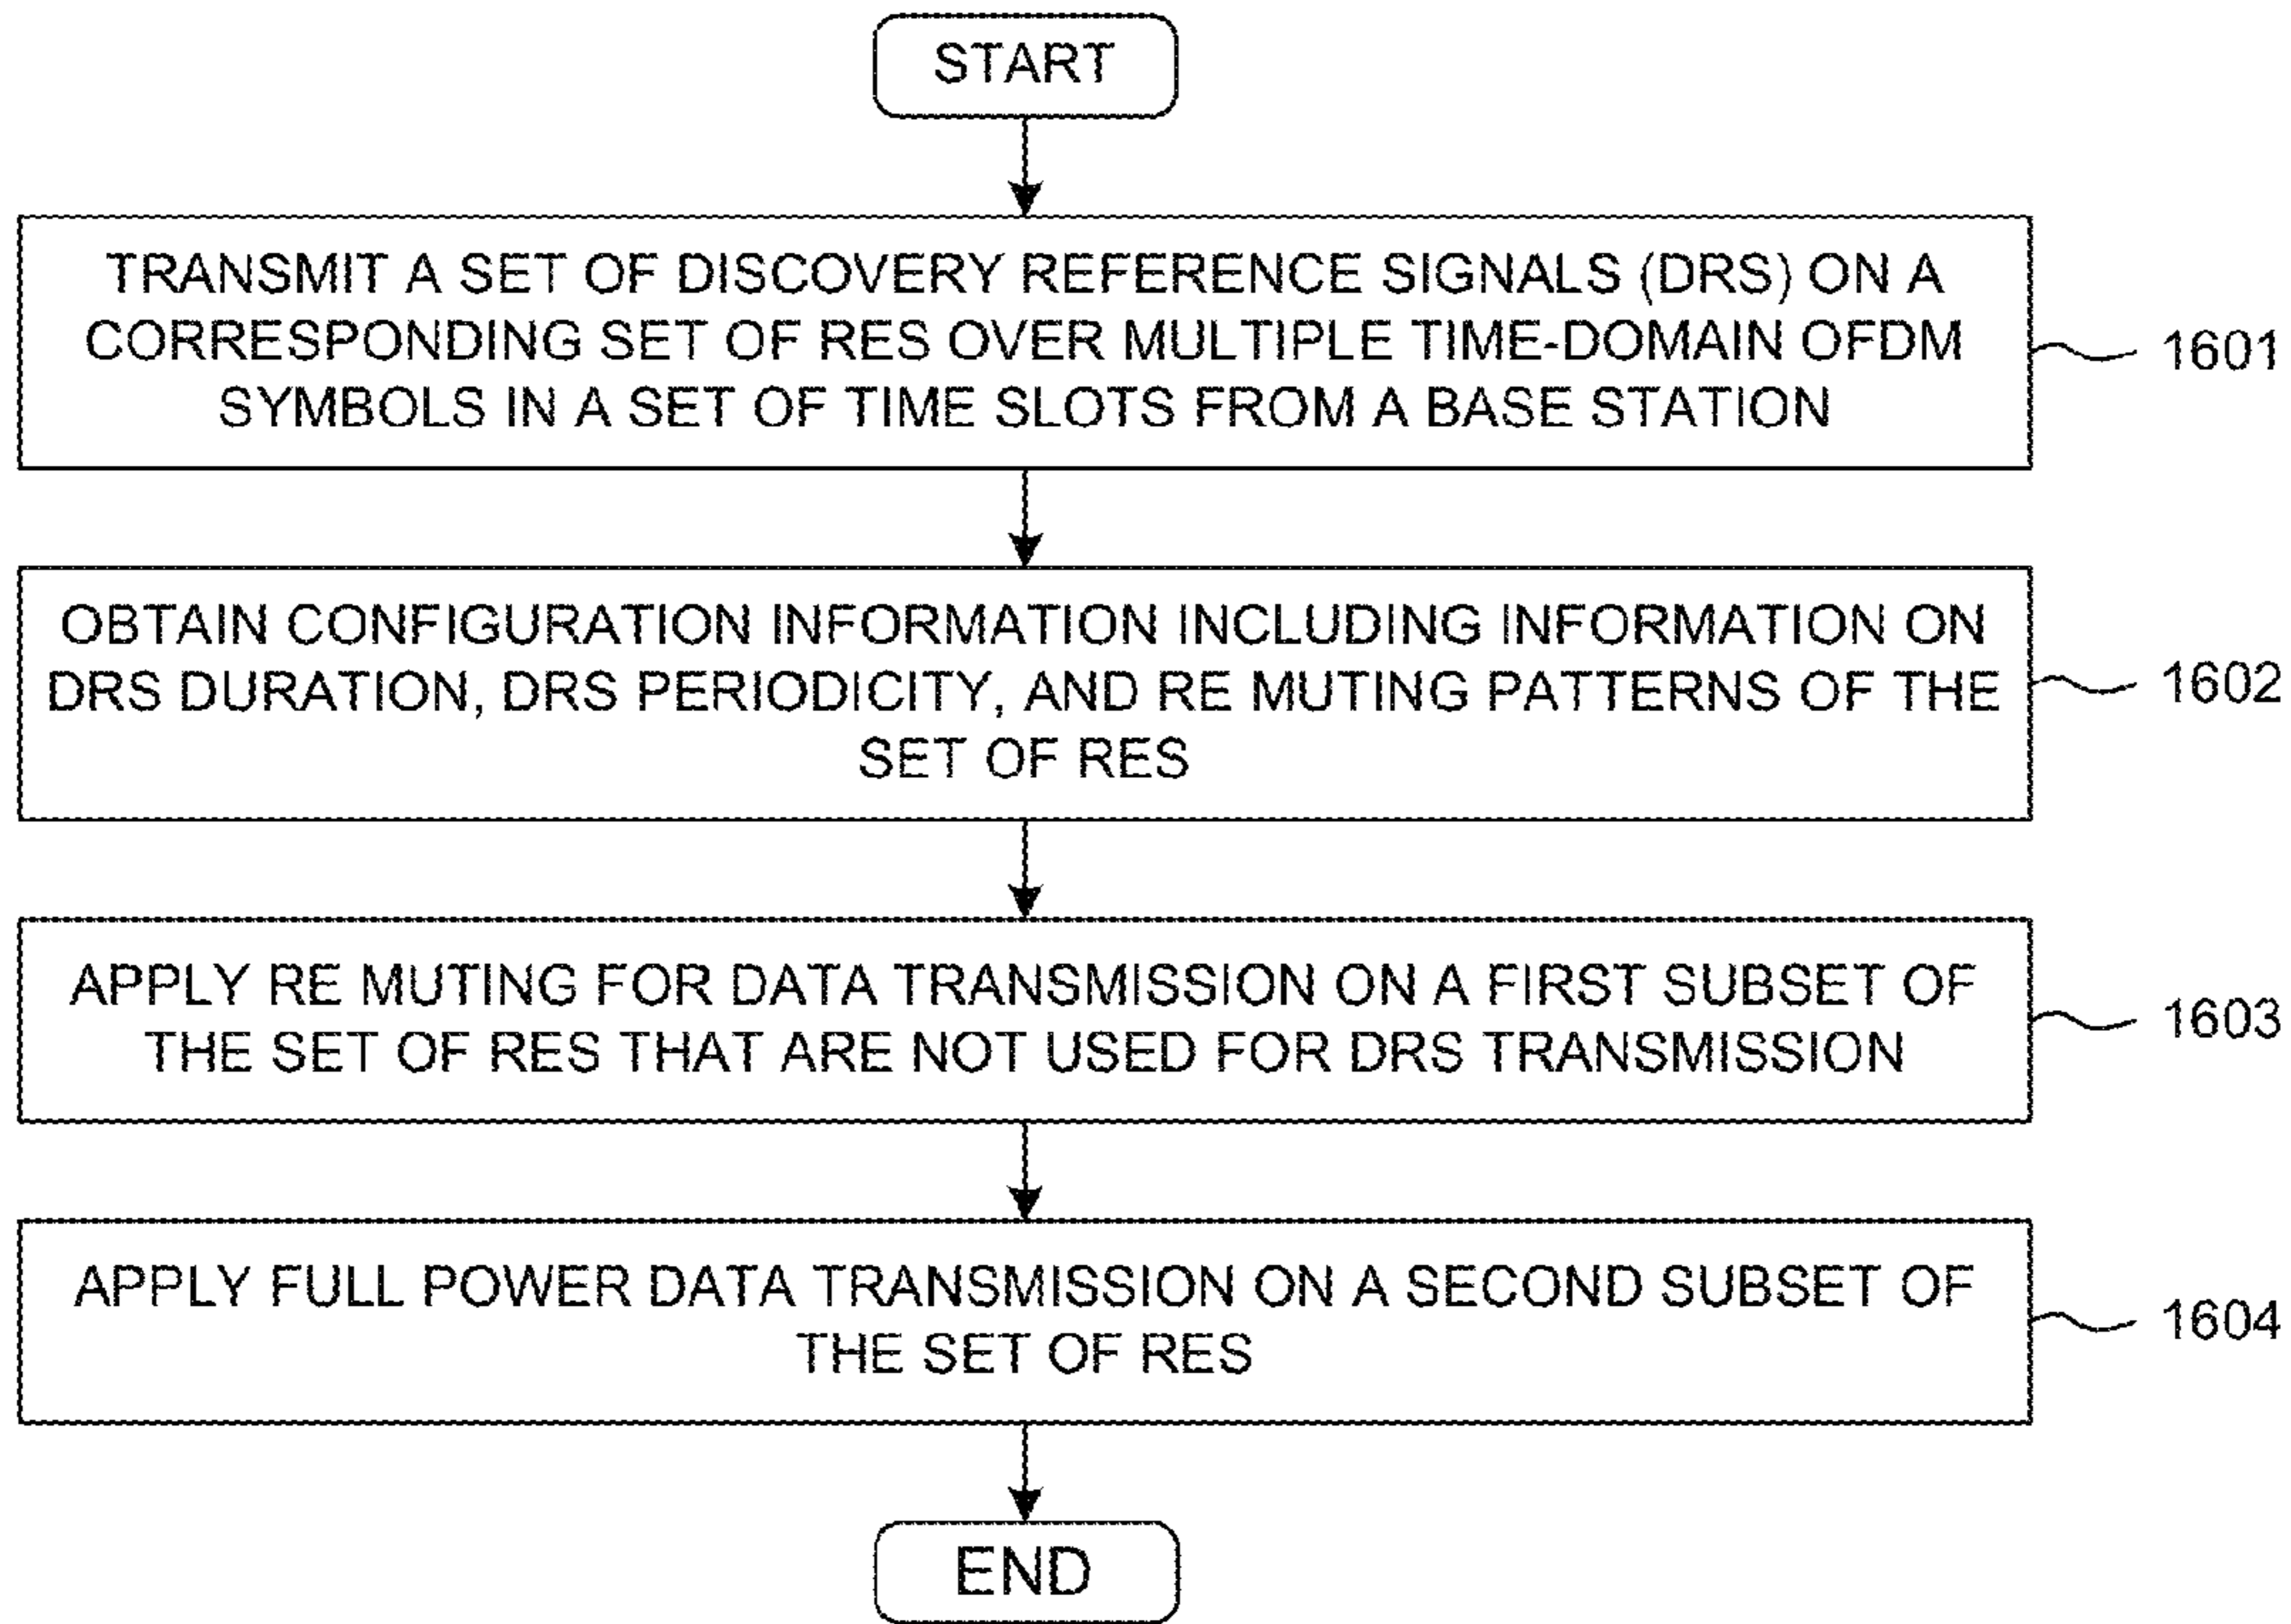 START
TRANSMIT A SET OF DISCOVERY REFERENCE SIGNALS (DRS) ON A
CORRESPONDING SET OF RES OVER MULTIPLE TIME-DOMAIN OFDM
SYMBOLS IN A SET OF TIME SLOTS FROM A BASE STATION
1601
OBTAIN CONFIGURATION INFORMATION INCLUDING INFORMATION ON
DRS DURATION, DRS PERIODICITY, AND RE MUTING PATTERNS OF THE
SET OF RES
1602
APPLY RE MUTING FOR DATA TRANSMISSION ON A FIRST SUBSET OF
THE SET OF RES THAT ARE NOT USED FOR DRS TRANSMISSION
1603
APPLY FULL POWER DATA TRANSMISSION ON A SECOND SUBSET OF
THE SET OF RES
1604
END